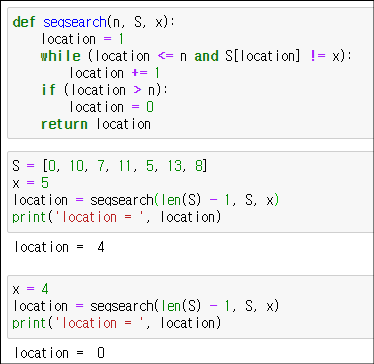 def seqsearch(n, S, x):
    location = 1
    while (location <= n and S[location] != x):
        location += 1
    if (location > n):
        location = 0
    return location
S = [0, 10, 7, 11, 5, 13, 8]
x = 5
location = seqsearch(len(S) - 1, S, x)
print('location = ', location)
location =  4
x = 4
location = seqsearch(len(S) - 1, S, x)
print('location = ', location)
location =  0